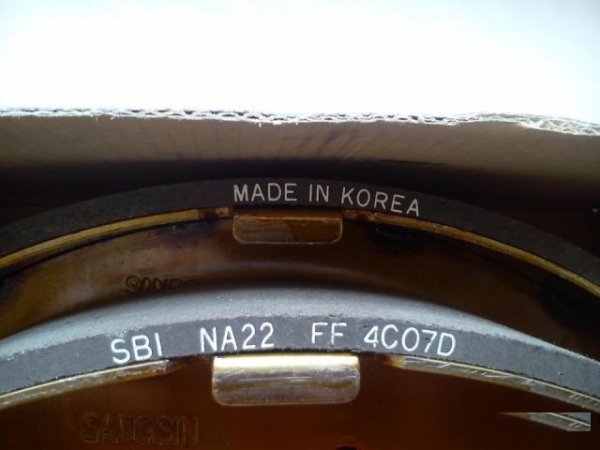 MADE IN KOREA
SBI NA22 FF 4C07D
SANGSIN